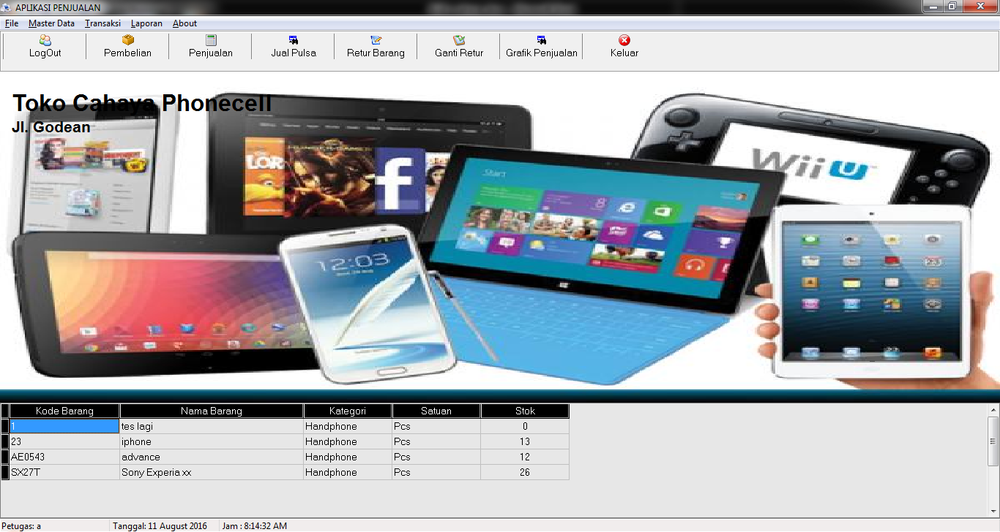 APLIKASI PENJUALAN
File Master Data Transaksi Laporan About
LogOut Pembelian Penjualan Jual Pulsa Retur Barang Ganti Retur Grafik Penjualan Keluar
Toko Cahaya Phonecell
Jl. Godean
Wii U
Start
12:03
Kode Barang Nama Barang Kategori Satuan Stok
1 tes lagi Handphone Pcs 0
23 iphone Handphone Pcs 13
AE0543 advance Handphone Pcs 12
SX27T Sony Experia xx Handphone Pcs 26
Petugas: a Tanggal: 11 August 2016 Jam : 8:14:32 AM